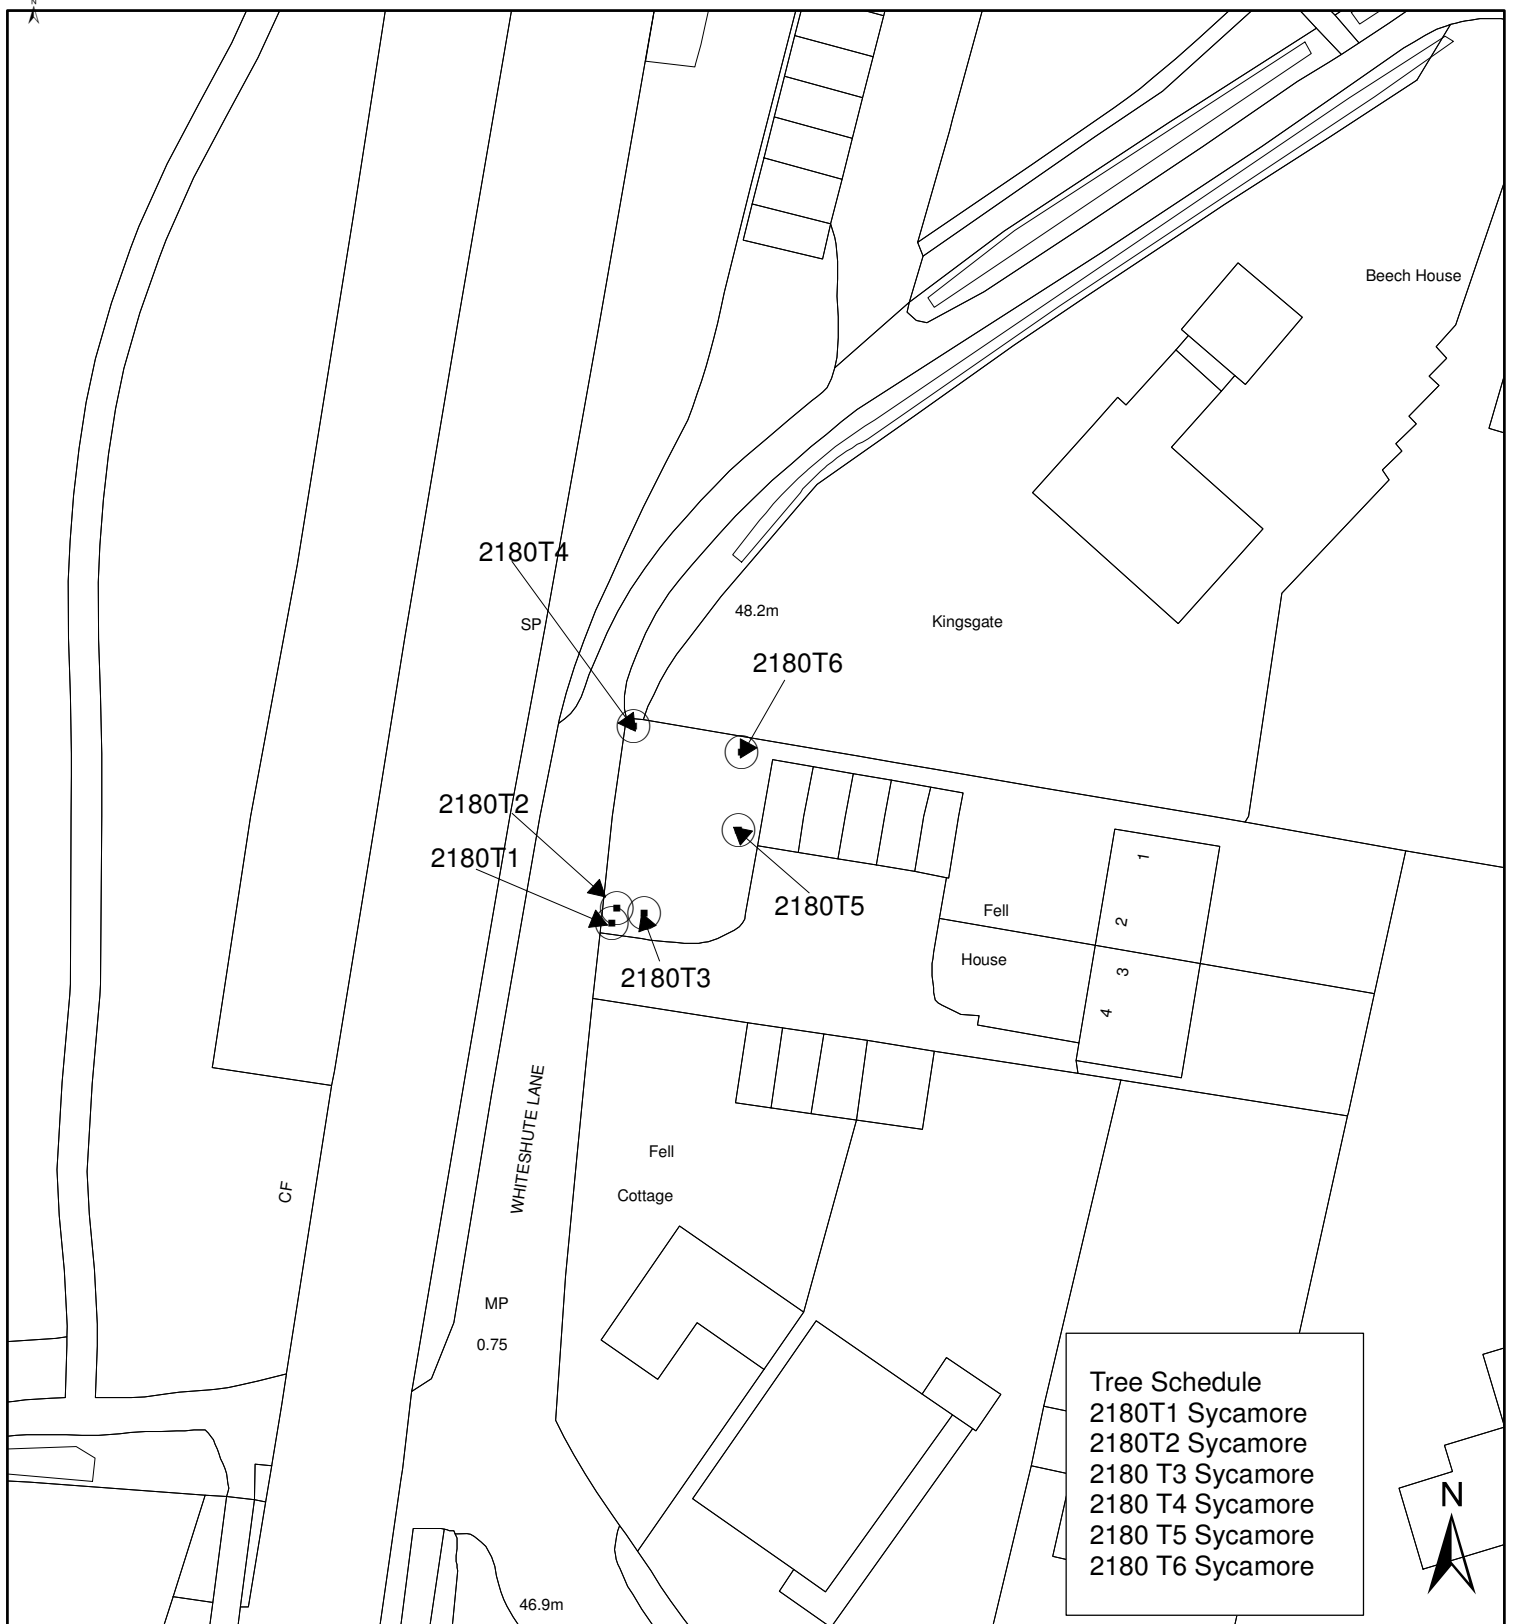 N
Beech House
2180T4
48.2m
SP
Kingsgate
2180T6
2180T2
2180T1
2180T5
1
Fell
2
House
3
2180T3
4
WHITESHUTE LANE
Fell
CF
Cottage
MP
0.75
Tree Schedule
2180T1 Sycamore
2180T2 Sycamore
2180 T3 Sycamore
2180 T4 Sycamore
2180 T5 Sycamore
2180 T6 Sycamore
N
46.9m